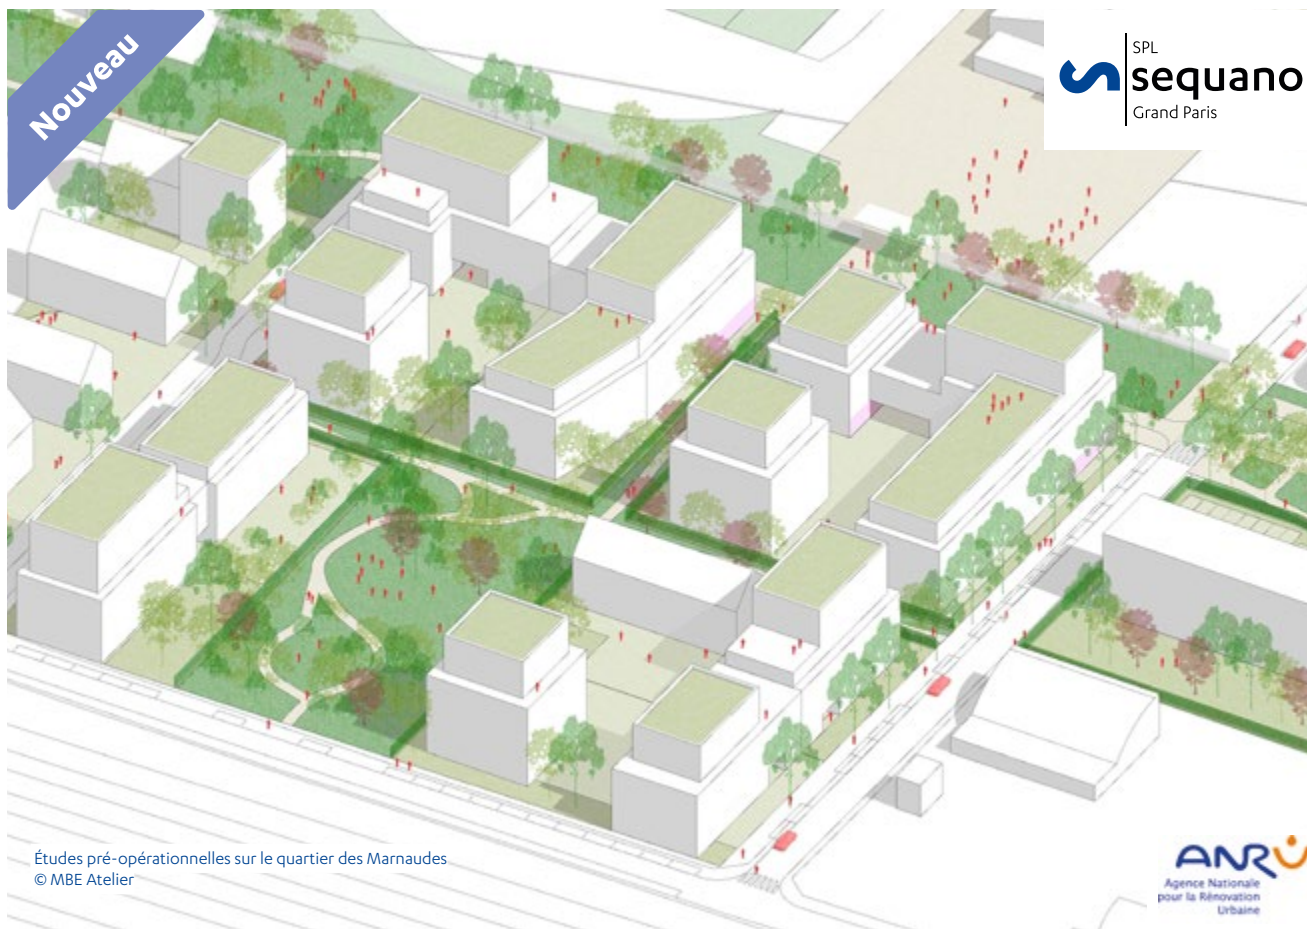 Nouveau
SPL
sequano
Grand Paris
Études pré-opérationnelles sur le quartier des Marnaudes
© MBE Atelier
ANRU
Agence Nationale
pour la Rénovation
Urbaine